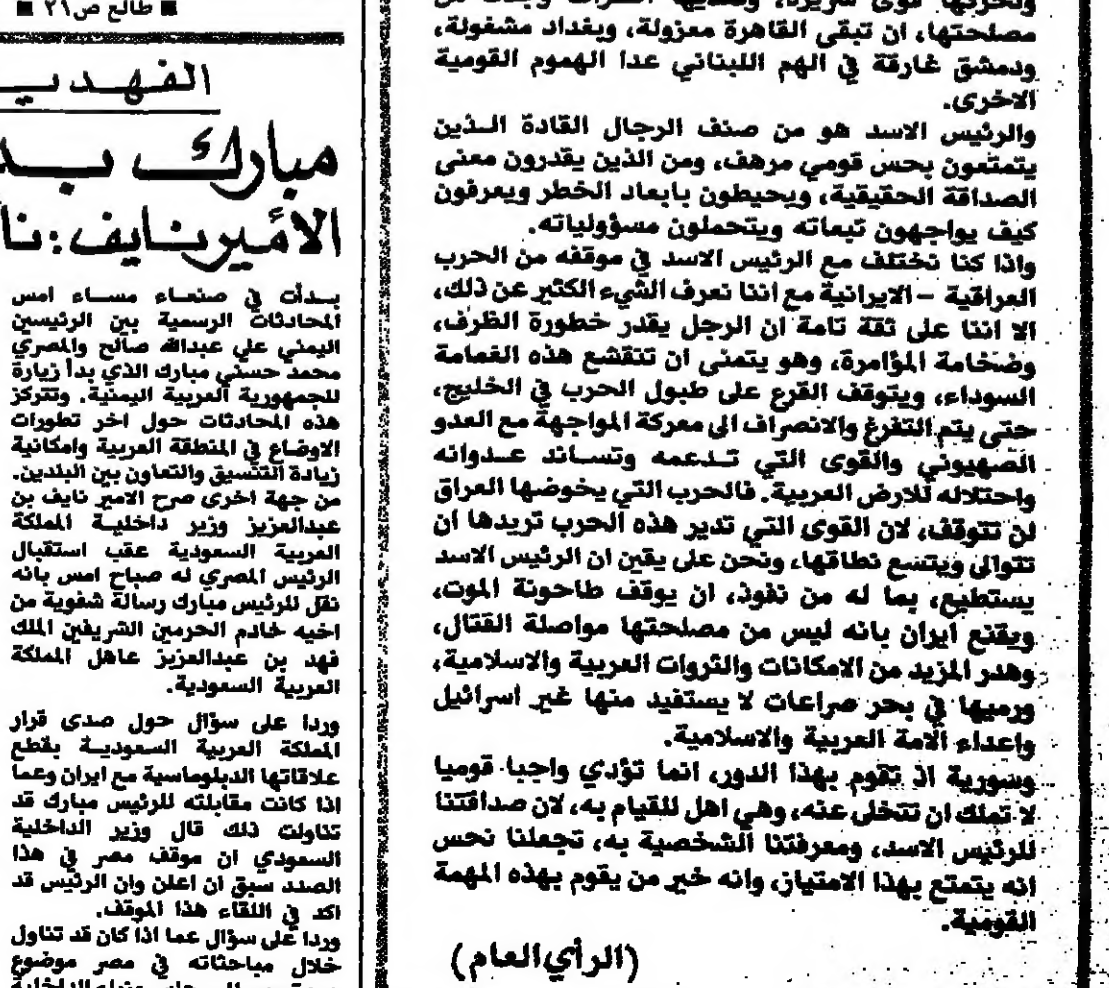 مصلحتها، ان تبقى القاهرة معزولة، وبغداد مشغولة،
ودمشق غارقة في الهم اللبناني عدا الهموم القومية
الاخرى.
والرئيس الاسد هو من صنف الرجال القادة الـذين
يتمتعون بحس قومي مرهف، ومن الذين يقدرون معنى
الصداقة الحقيقية، ويحيطون بابعاد الخطر ويعرفون
كيف يواجهون تبعاته ويتحملون مسؤولياته.
واذا كنا نختلف مع الرئيس الاسد في موقفه من الحرب
العراقية – الايرانية مع اننا نعرف الشيء الكثير عن ذلك،
الا اننا على ثقة تامة ان الرجل يقدر خطورة الظرف،
وضخامة المؤامرة، وهو يتمنى ان تنقشع هذه الغمامة
السوداء، ويتوقف القرع على طبول الحرب في الخليج،
حتى يتم التفرغ والانصراف الى معركة المواجهة مع العدو
الصهيوني والقوى التي تـدعمه وتسـاند عـدوانه
واحتلاله للارض العربية. فالحرب التي يخوضها العراق
لن تتوقف، لان القوى التي تدير هذه الحرب تريدها ان
تتوالى ويتسع نطاقها، ونحن على يقين ان الرئيس الاسد
يستطيع، بما له من نفوذ، ان يوقف طاحونة الموت،
ويقنع ايران بانه ليس من مصلحتها مواصلة القتال،
وهدر المزيد من الامكانات والثروات العربية والاسلامية،
ورميها في بحر صراعات لا يستفيد منها غير اسرائيل
واعداء الامة العربية والاسلامية.
وسورية اذ تقوم بهذا الدور، انما تؤدي واجبا قوميا
لا تملك ان تتخلى عنه، وهي اهل للقيام به، لان صداقتنا
للرئيس الاسد، ومعرفتنا الشخصية به، تجعلنا نحس
انه يتمتع بهذا الامتياز، وانه خير من يقوم بهذه المهمة
القومية.
(الرأي العام)
■ طالع ص٢١ ■
الفهد
مبارك
الأمير نايف:
بـدأت في صنعـاء مسـاء امس
المحادثات الرسمية بين الرئيسين
اليمني علي عبدالله صالح والمصري
محمد حسني مبارك الذي بدأ زيارة
للجمهورية العربية اليمنية. وتتركز
هذه المحادثات حول اخر تطورات
الاوضاع في المنطقة العربية وامكانية
زيادة التنسيق والتعاون بين البلدين.
من جهة اخرى صرح الامير نايف بن
عبدالعزيز وزير داخليـة المملكة
العربية السعودية عقب استقبال
الرئيس المصري له صباح امس بانه
نقل للرئيس مبارك رسالة شفوية من
اخيه خادم الحرمين الشريفين الملك
فهد بن عبدالعزيز عاهل المملكة
العربية السعودية.
وردا على سؤال حول صدى قرار
المملكة العربية السعوديـة بقطع
علاقاتها الدبلوماسية مع ايران وعما
اذا كانت مقابلته للرئيس مبارك قد
تناولت ذلك قال وزير الداخلية
السعودي ان موقف مصر في هذا
الصدد سبق ان اعلن وان الرئيس قد
اكد في اللقاء هذا الموقف.
وردا على سؤال عما اذا كان قد تناول
خلال مباحثاته في مصر موضوع